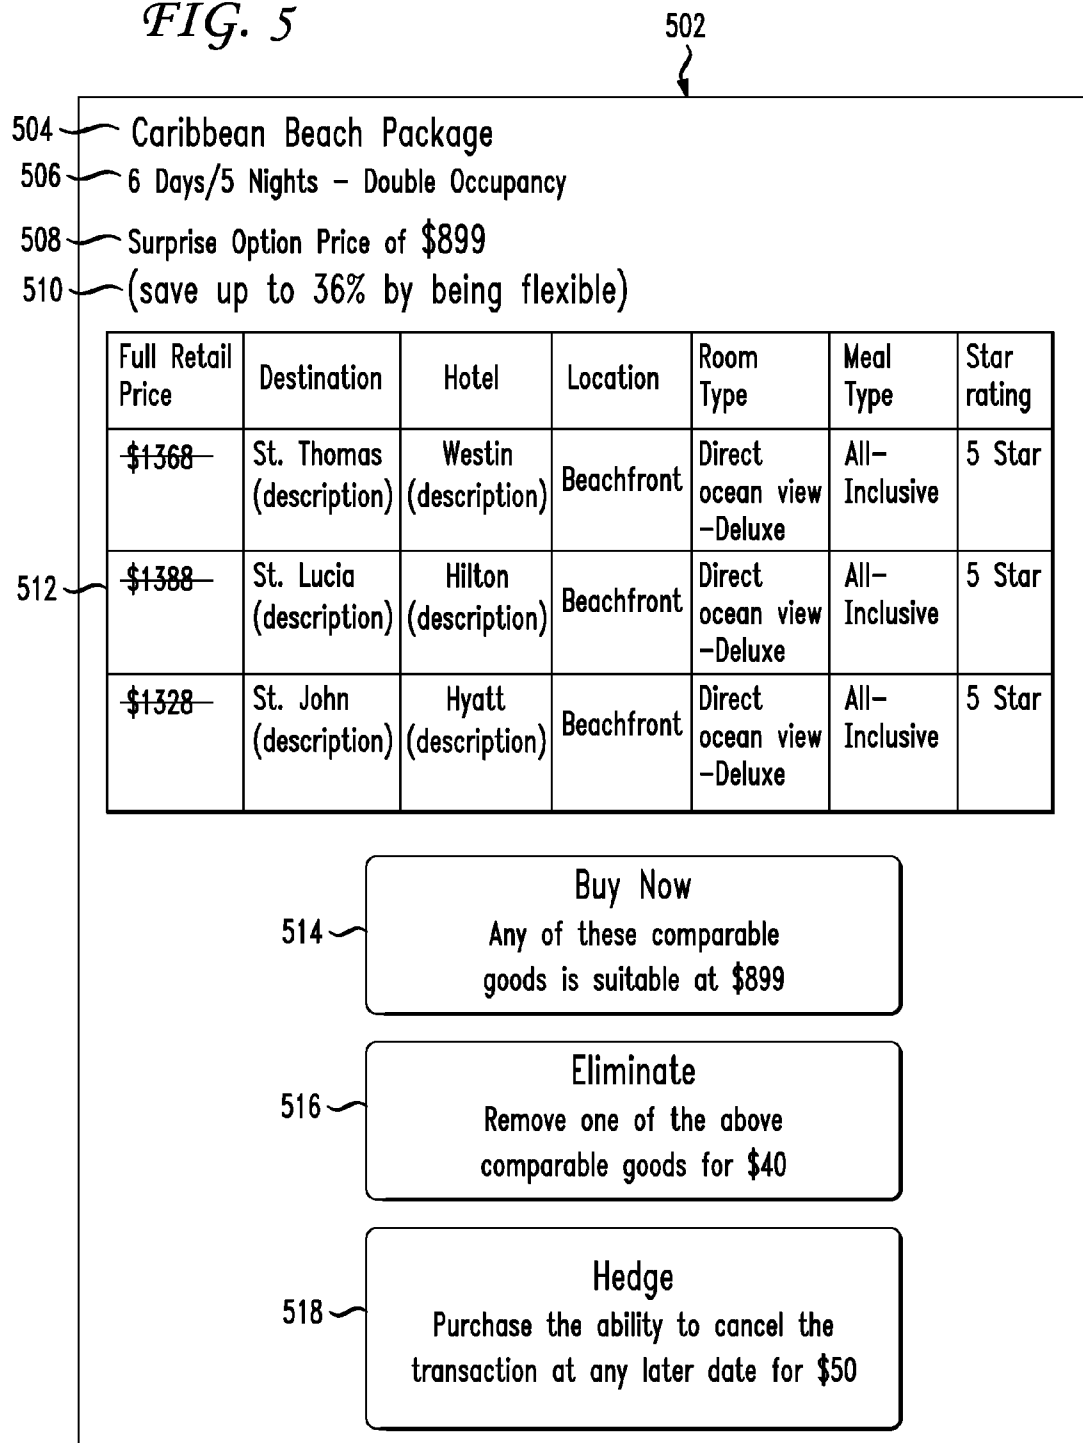 FIG. 5
502
504 Caribbean Beach Package
506 6 Days/5 Nights – Double Occupancy
508 Surprise Option Price of $899
510 (save up to 36% by being flexible)
Full Retail Price Destination Hotel Location Room Type Meal Type Star rating
$1368 St. Thomas (description) Westin (description) Beachfront Direct ocean view –Deluxe All– Inclusive 5 Star
512 $1388 St. Lucia (description) Hilton (description) Beachfront Direct ocean view –Deluxe All– Inclusive 5 Star
$1328 St. John (description) Hyatt (description) Beachfront Direct ocean view –Deluxe All– Inclusive 5 Star
Buy Now
514 Any of these comparable
goods is suitable at $899
Eliminate
516 Remove one of the above
comparable goods for $40
Hedge
518 Purchase the ability to cancel the
transaction at any later date for $50